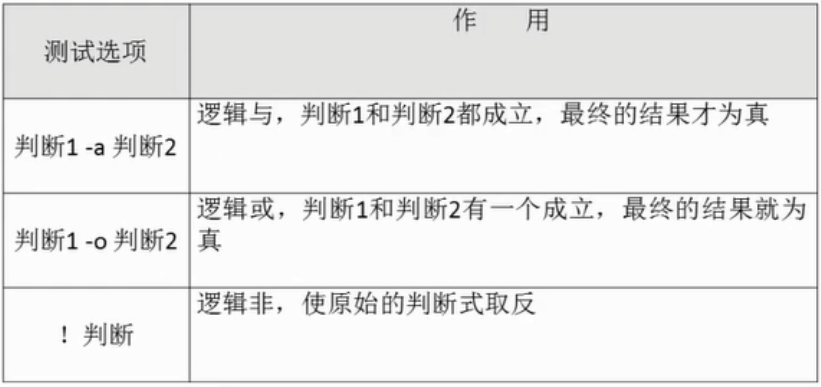 作 用
测试选项
逻辑与，判断1和判断2都成立，最终的结果才为真
判断1 -a 判断2
逻辑或，判断1和判断2有一个成立，最终的结果就为
真
判断1 -o 判断2
逻辑非，使原始的判断式取反
！判断